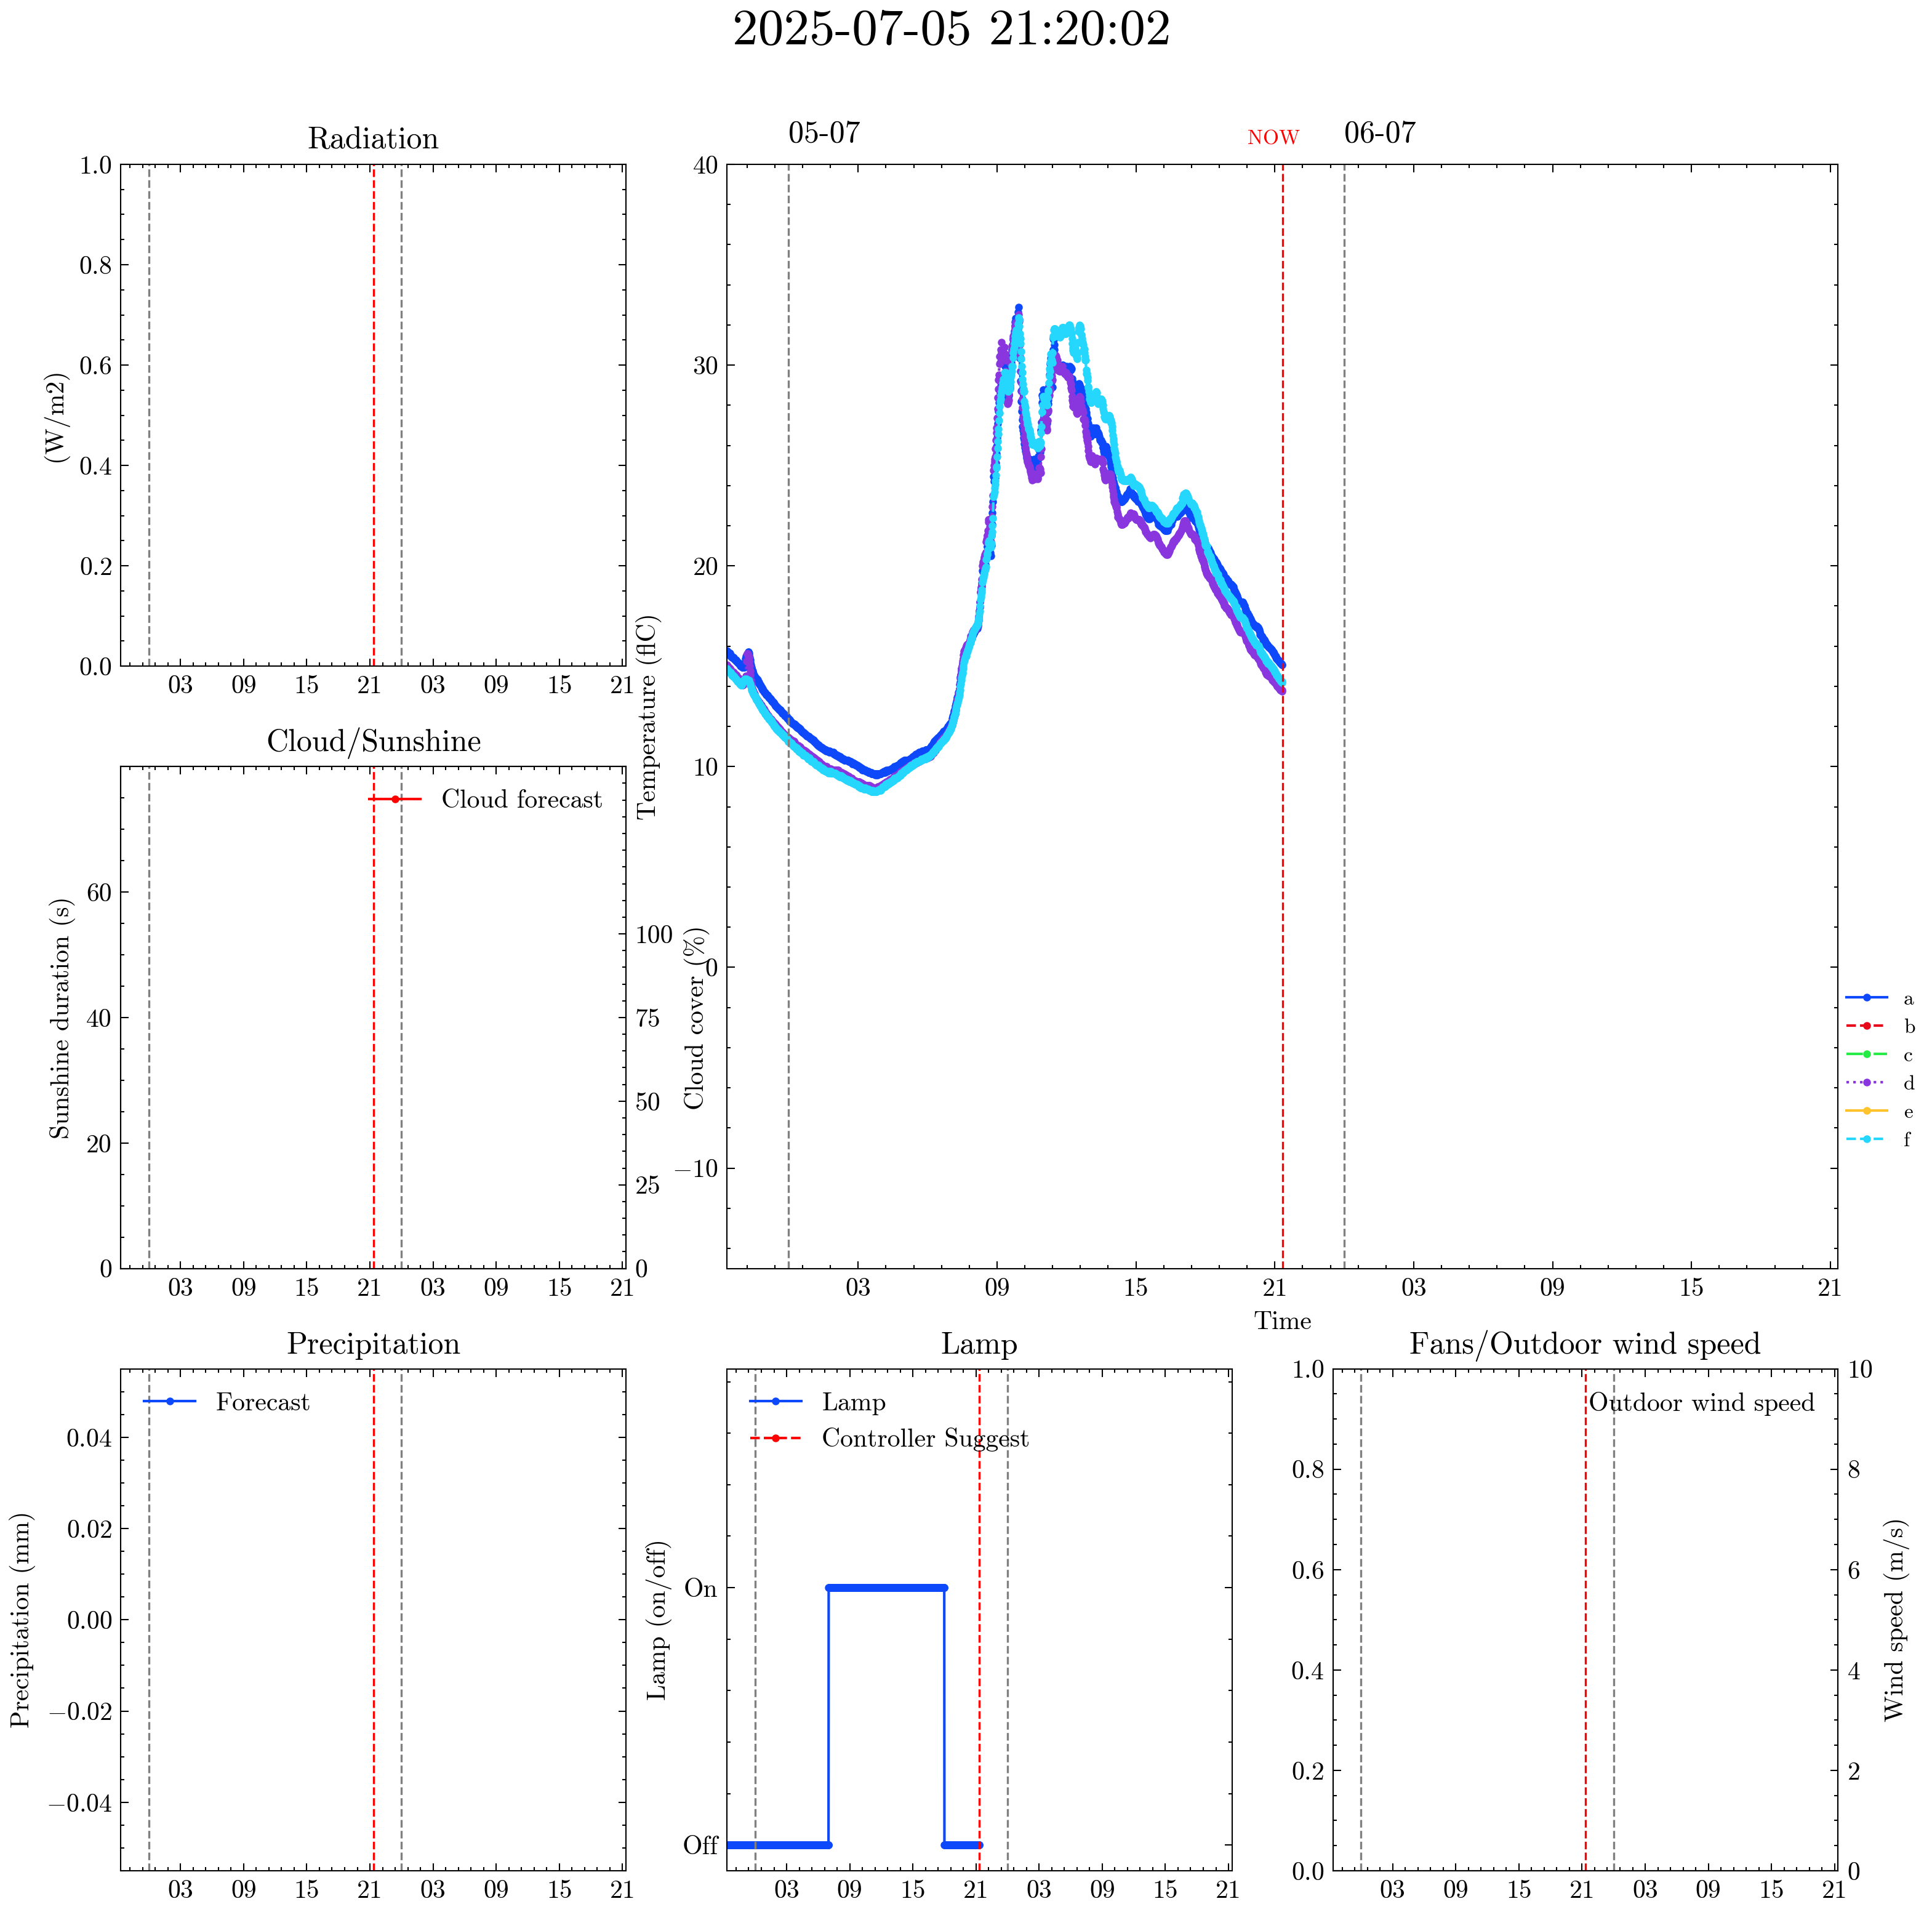 2025-07-05 21:20:02
Radiation
(W/m2)
1.0
0.8
0.6
0.4
0.2
0.0
03 09 15 21 03 09 15 21
05-07
NOW
06-07
Temperature (flC)
40
30
20
10
0
−10
03 09 15 21 03 09 15 21
Time
a
b
c
d
e
f
Cloud/Sunshine
Cloud forecast
Sunshine duration (s)
60
40
20
0
Cloud cover (%)
100
75
50
25
0
03 09 15 21 03 09 15 21
Precipitation
Forecast
Precipitation (mm)
0.04
0.02
0.00
−0.02
−0.04
03 09 15 21 03 09 15 21
Lamp
Lamp
Controller Suggest
Lamp (on/off)
On
Off
03 09 15 21 03 09 15 21
Fans/Outdoor wind speed
Outdoor wind speed
1.0
0.8
0.6
0.4
0.2
0.0
10
8
6
4
2
0
Wind speed (m/s)
03 09 15 21 03 09 15 21